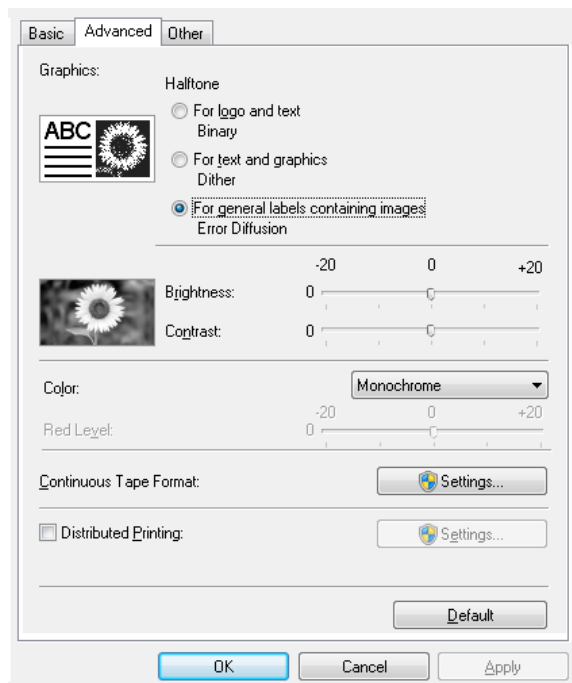 Basic Advanced Other
Graphics:
Halftone
For logo and text
Binary
ABC
For text and graphics
Dither
For general labels containing images
Error Diffusion
-20 0 +20
Brightness: 0
Contrast: 0
Color: Monochrome
-20 0 +20
Red Level: 0
Continuous Tape Format: Settings...
Distributed Printing: Settings...
Default
OK Cancel Apply